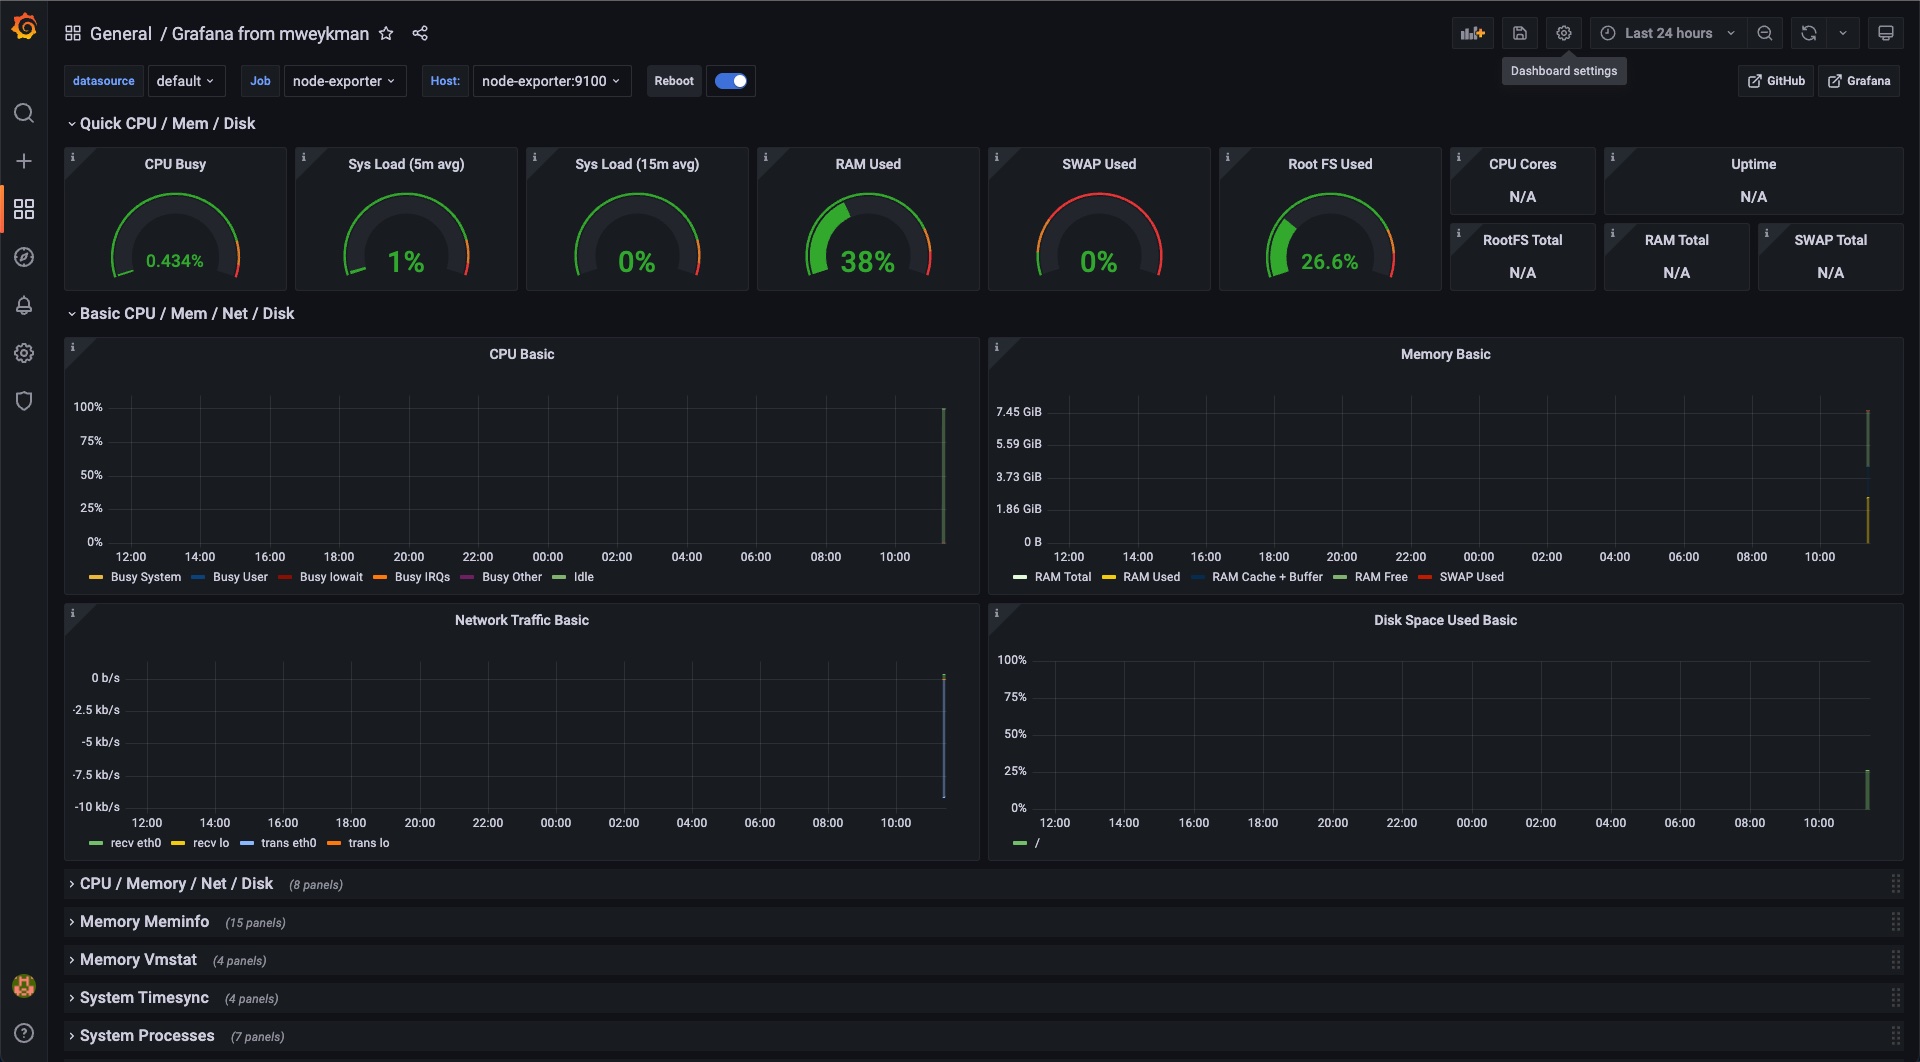 General / Grafana from mweykman
Last 24 hours
Dashboard settings
datasource default Job node-exporter Host: node-exporter:9100 Reboot GitHub Grafana
Quick CPU / Mem / Disk
CPU Busy
0.434%
Sys Load (5m avg)
1%
Sys Load (15m avg)
0%
RAM Used
38%
SWAP Used
0%
Root FS Used
26.6%
CPU Cores
N/A
Uptime
N/A
RootFS Total
N/A
RAM Total
N/A
SWAP Total
N/A
Basic CPU / Mem / Net / Disk
CPU Basic
100%
75%
50%
25%
0%
12:00 14:00 16:00 18:00 20:00 22:00 00:00 02:00 04:00 06:00 08:00 10:00
Busy System Busy User Busy Iowait Busy IRQs Busy Other Idle
Memory Basic
7.45 GiB
5.59 GiB
3.73 GiB
1.86 GiB
0 B
12:00 14:00 16:00 18:00 20:00 22:00 00:00 02:00 04:00 06:00 08:00 10:00
RAM Total RAM Used RAM Cache + Buffer RAM Free SWAP Used
Network Traffic Basic
0 b/s
-2.5 kb/s
-5 kb/s
-7.5 kb/s
-10 kb/s
12:00 14:00 16:00 18:00 20:00 22:00 00:00 02:00 04:00 06:00 08:00 10:00
recv eth0 recv lo trans eth0 trans lo
Disk Space Used Basic
100%
75%
50%
25%
0%
12:00 14:00 16:00 18:00 20:00 22:00 00:00 02:00 04:00 06:00 08:00 10:00
/
CPU / Memory / Net / Disk (8 panels)
Memory Meminfo (15 panels)
Memory Vmstat (4 panels)
System Timesync (4 panels)
System Processes (7 panels)